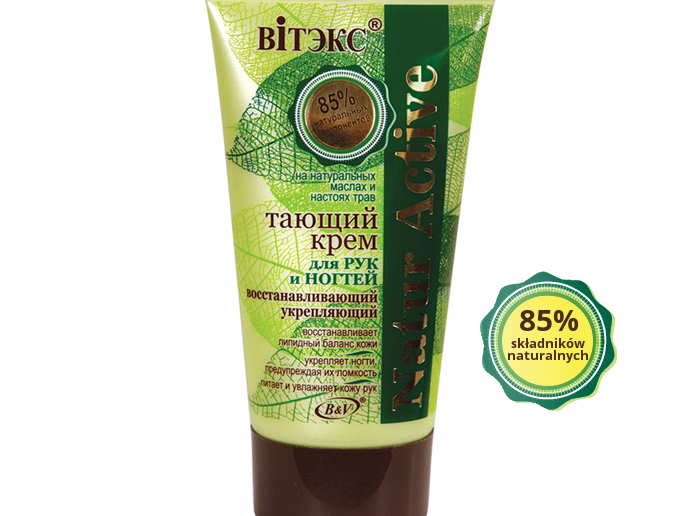 ВІТЭКС®
85%
натуральных
компонентов
на натуральных
маслах и
настоях трав
тающий
крем
для РУК
и НОГТЕЙ
восстанавливающий
укрепляющий
восстанавливает
липидный баланс кожи
укрепляет ногти,
предупреждая их ломкость
питает и увлажняет кожу рук
B&V®
Natur Active
85%
składników
naturalnych